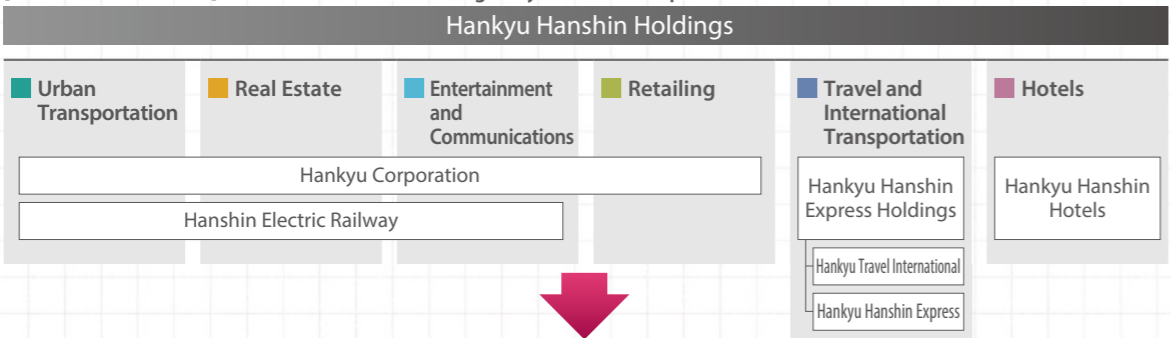 Hankyu Hanshin Holdings
Urban
Transportation
Real Estate
Entertainment
and
Communications
Retailing
Travel and
International
Transportation
Hotels
Hankyu Corporation
Hanshin Electric Railway
Hankyu Hanshin
Express Holdings
Hankyu Travel International
Hankyu Hanshin Express
Hankyu Hanshin
Hotels